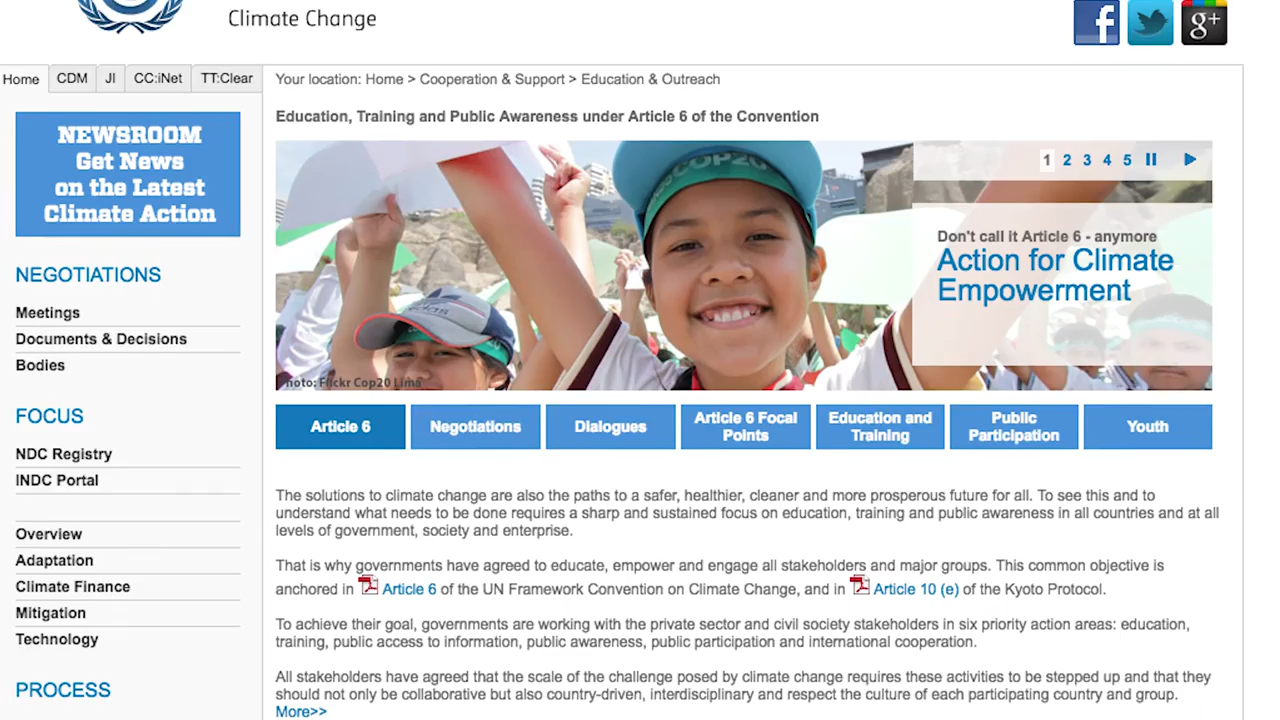 Climate Change
Home CDM JI CC:iNet TT:Clear
Your location: Home > Cooperation & Support > Education & Outreach
NEWSROOM
Get News
on the Latest
Climate Action
NEGOTIATIONS
Meetings
Documents & Decisions
Bodies
FOCUS
NDC Registry
INDC Portal
Overview
Adaptation
Climate Finance
Mitigation
Technology
PROCESS
Education, Training and Public Awareness under Article 6 of the Convention
COP20
1 2 3 4 5
Don't call it Article 6 - anymore
Action for Climate
Empowerment
Photo: Flickr Cop20 Lima
Article 6
Negotiations
Dialogues
Article 6 Focal
Points
Education and
Training
Public
Participation
Youth
The solutions to climate change are also the paths to a safer, healthier, cleaner and more prosperous future for all. To see this and to
understand what needs to be done requires a sharp and sustained focus on education, training and public awareness in all countries and at all
levels of government, society and enterprise.
That is why governments have agreed to educate, empower and engage all stakeholders and major groups. This common objective is
anchored in Article 6 of the UN Framework Convention on Climate Change, and in Article 10 (e) of the Kyoto Protocol.
To achieve their goal, governments are working with the private sector and civil society stakeholders in six priority action areas: education,
training, public access to information, public awareness, public participation and international cooperation.
All stakeholders have agreed that the scale of the challenge posed by climate change requires these activities to be stepped up and that they
should not only be collaborative but also country-driven, interdisciplinary and respect the culture of each participating country and group.
More>>